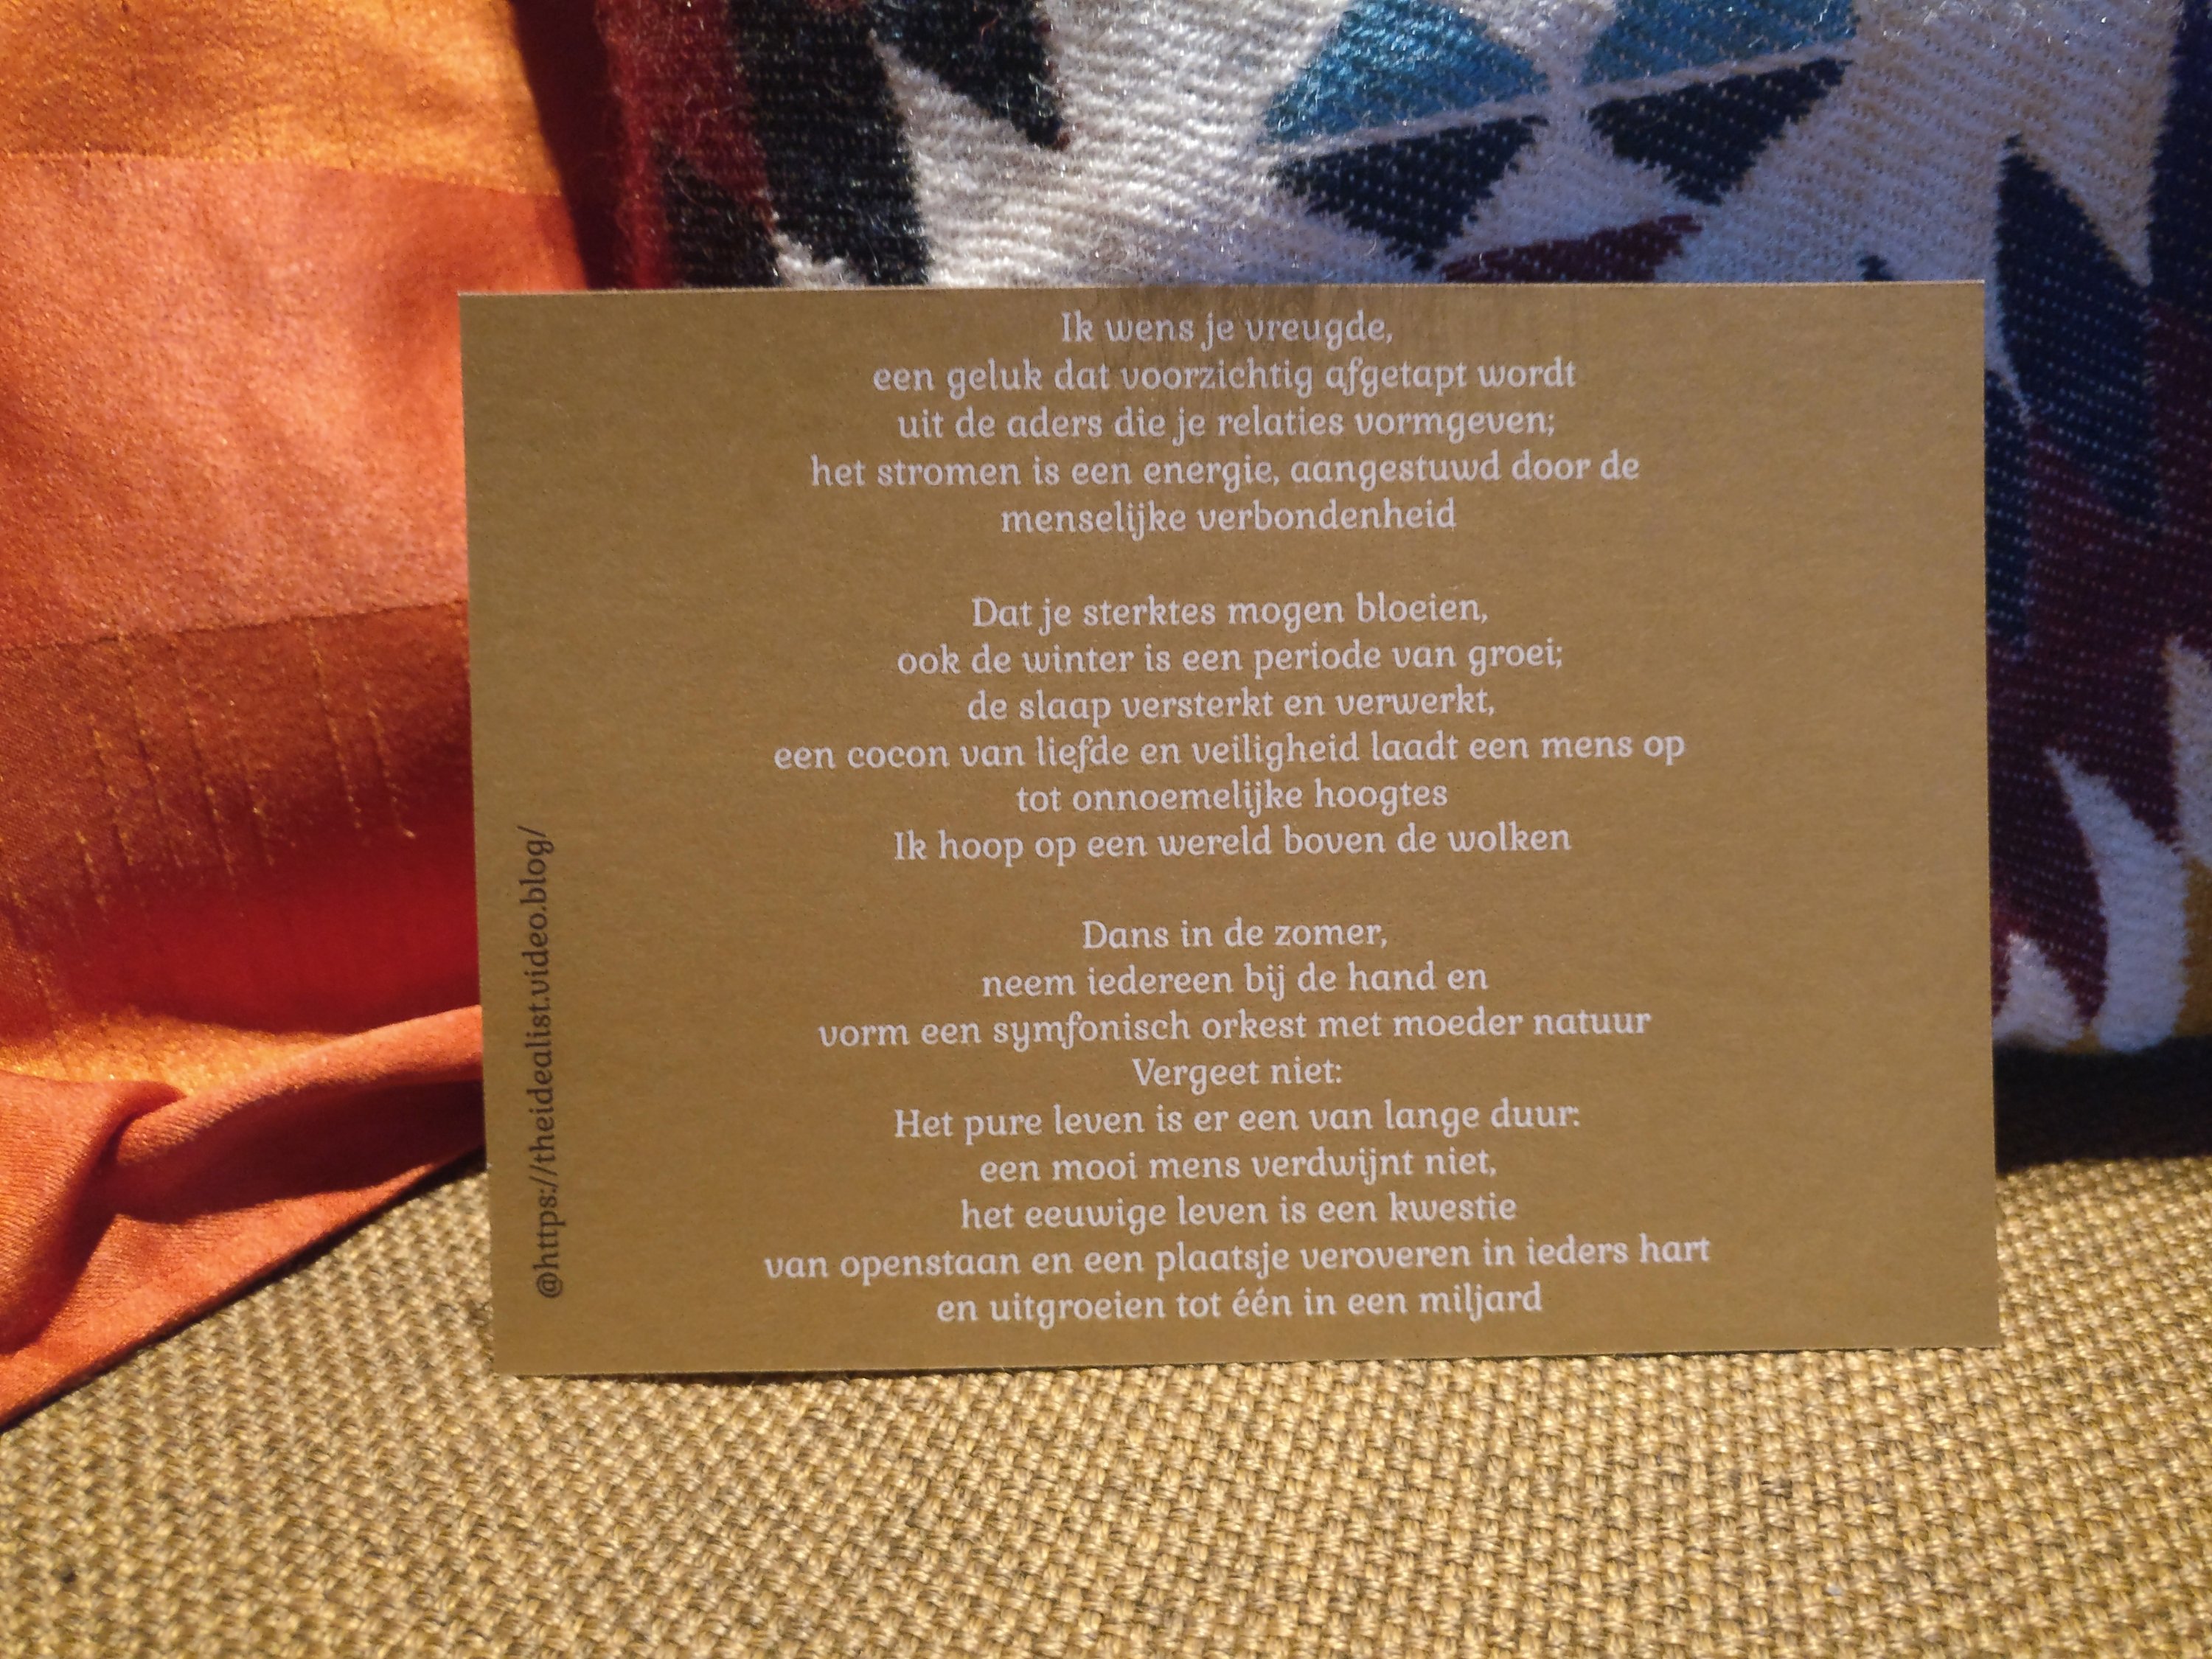 Ik wens je vreugde,
een geluk dat voorzichtig afgetapt wordt
uit de aders die je relaties vormgeven;
het stromen is een energie, aangestuwd door de
menselijke verbondenheid
Dat je sterktes mogen bloeien,
ook de winter is een periode van groei;
de slaap versterkt en verwerkt,
een cocon van liefde en veiligheid laadt een mens op
tot onnoemelijke hoogtes
Ik hoop op een wereld boven de wolken
Dans in de zomer,
neem iedereen bij de hand en
vorm een symfonisch orkest met moeder natuur
Vergeet niet:
Het pure leven is er een van lange duur:
een mooi mens verdwijnt niet,
het eeuwige leven is een kwestie
van openstaan en een plaatsje veroveren in ieders hart
en uitgroeien tot één in een miljard
@https://theidealist.video.blog/